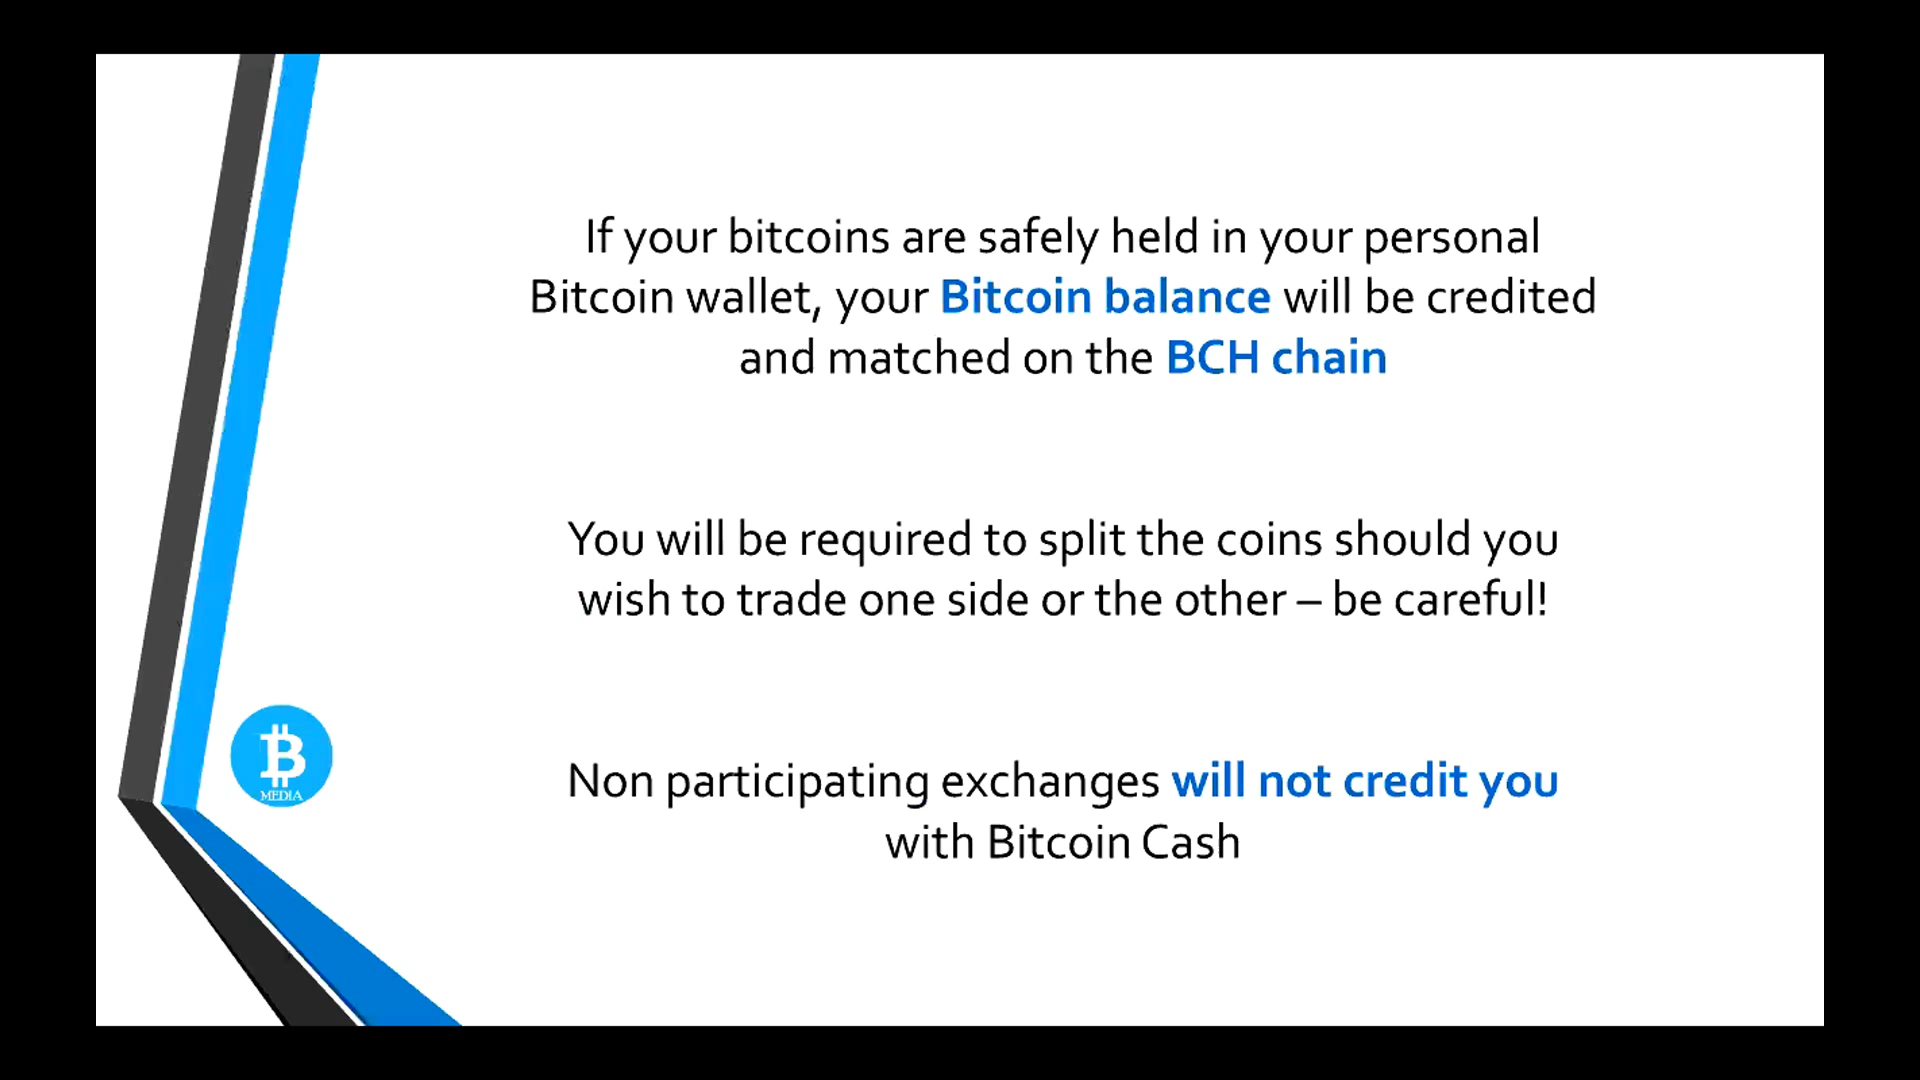 If your bitcoins are safely held in your personal
Bitcoin wallet, your Bitcoin balance will be credited
and matched on the BCH chain
You will be required to split the coins should you
wish to trade one side or the other – be careful!
Non participating exchanges will not credit you
with Bitcoin Cash
B
MEDIA